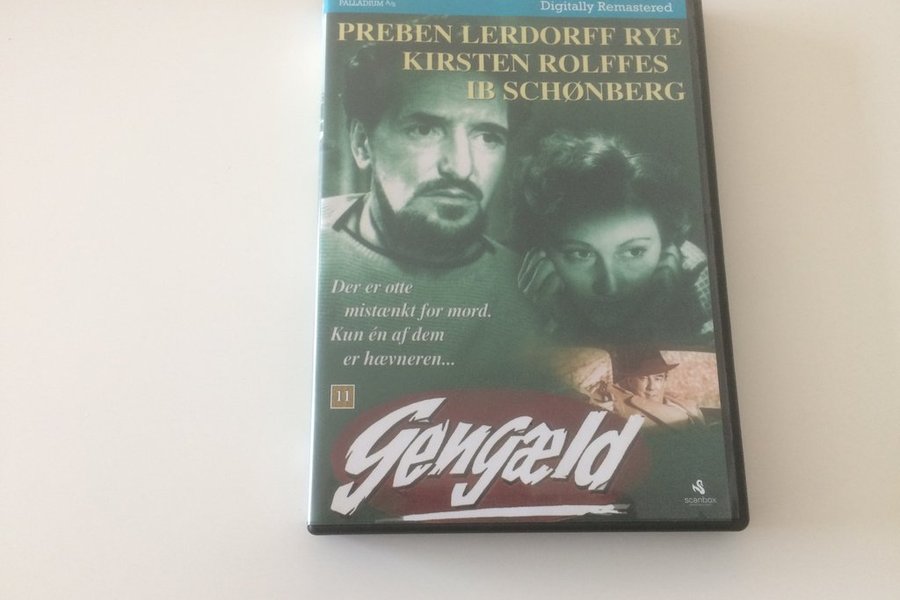 PALLADIUM A/S
Digitally Remastered
PREBEN LERDORFF RYE
KIRSTEN ROLFFES
IB SCHØNBERG
Der er otte
mistænkt for mord.
Kun én af dem
er hævneren...
11
Gengæld
scanbox